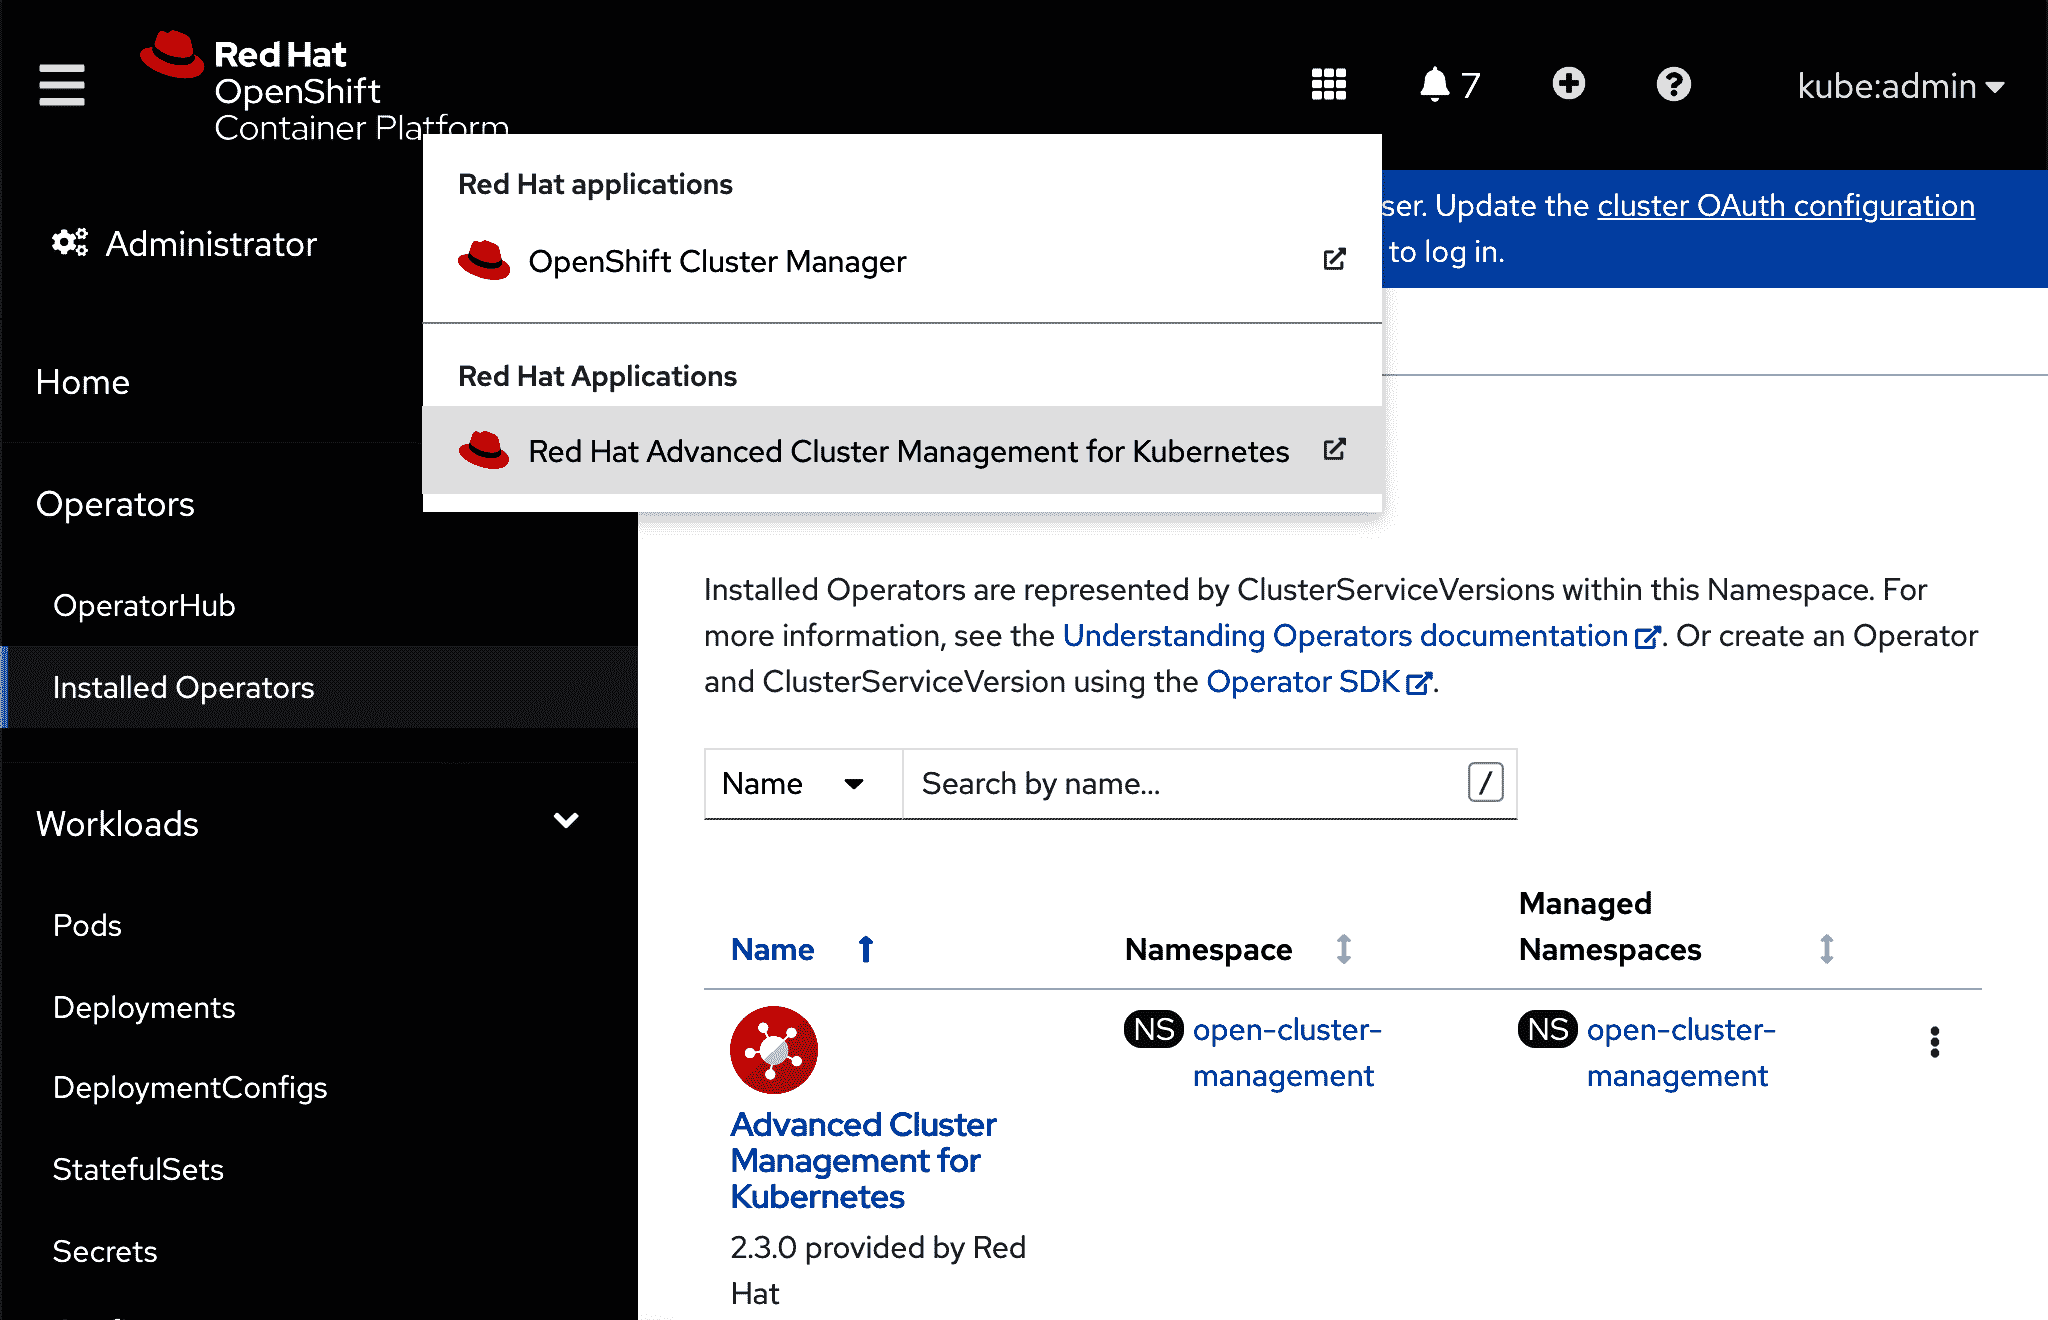 Red Hat
OpenShift
Container Platform
7
kube:admin
Administrator
Red Hat applications
OpenShift Cluster Manager
Red Hat Applications
Red Hat Advanced Cluster Management for Kubernetes
ser. Update the cluster OAuth configuration
to log in.
Home
Operators
OperatorHub
Installed Operators
Workloads
Pods
Deployments
DeploymentConfigs
StatefulSets
Secrets
Installed Operators are represented by ClusterServiceVersions within this Namespace. For
more information, see the Understanding Operators documentation. Or create an Operator
and ClusterServiceVersion using the Operator SDK.
Name
Search by name...
/
Name
Namespace
Managed
Namespaces
NS open-cluster-
management
NS open-cluster-
management
Advanced Cluster
Management for
Kubernetes
2.3.0 provided by Red
Hat